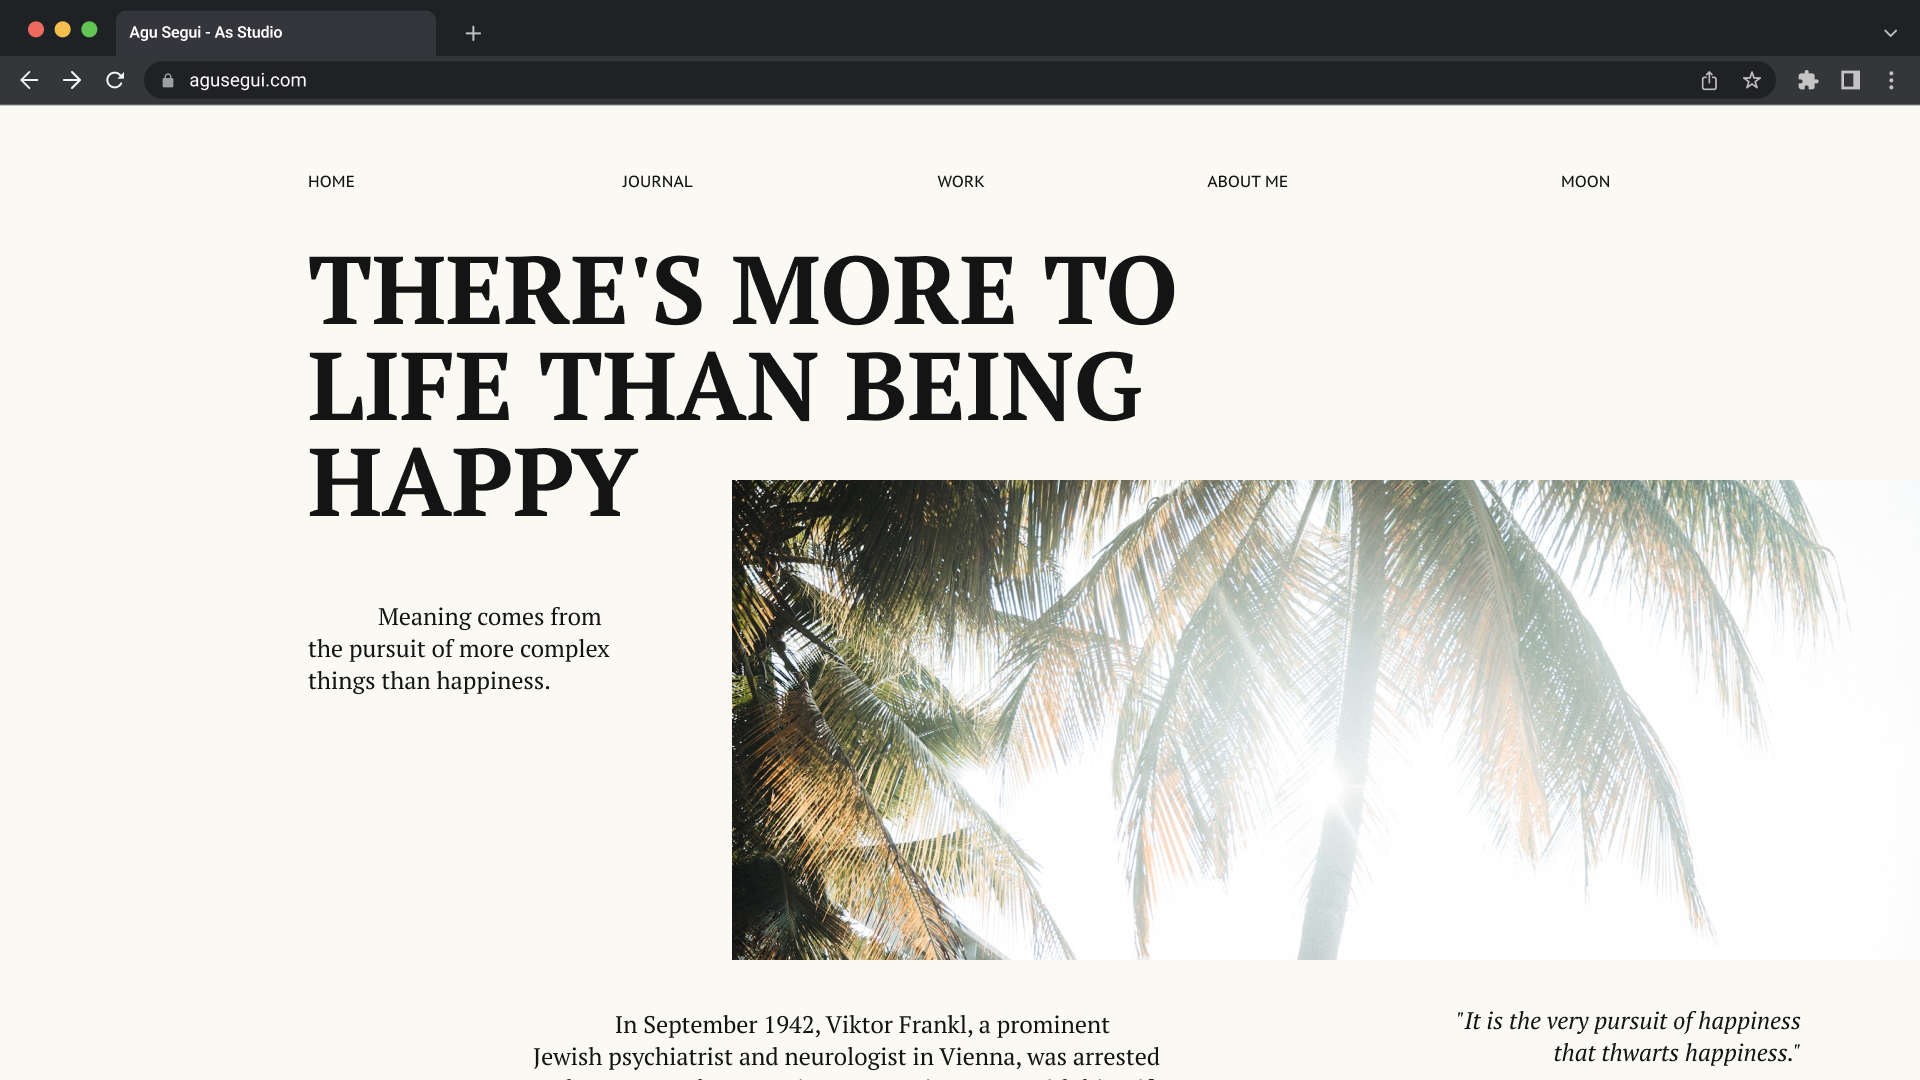 Agu Segui - As Studio
agusegui.com
HOME
JOURNAL
WORK
ABOUT ME
MOON
THERE'S MORE TO
LIFE THAN BEING
HAPPY
Meaning comes from
the pursuit of more complex
things than happiness.
In September 1942, Viktor Frankl, a prominent
Jewish psychiatrist and neurologist in Vienna, was arrested
"It is the very pursuit of happiness
that thwarts happiness."